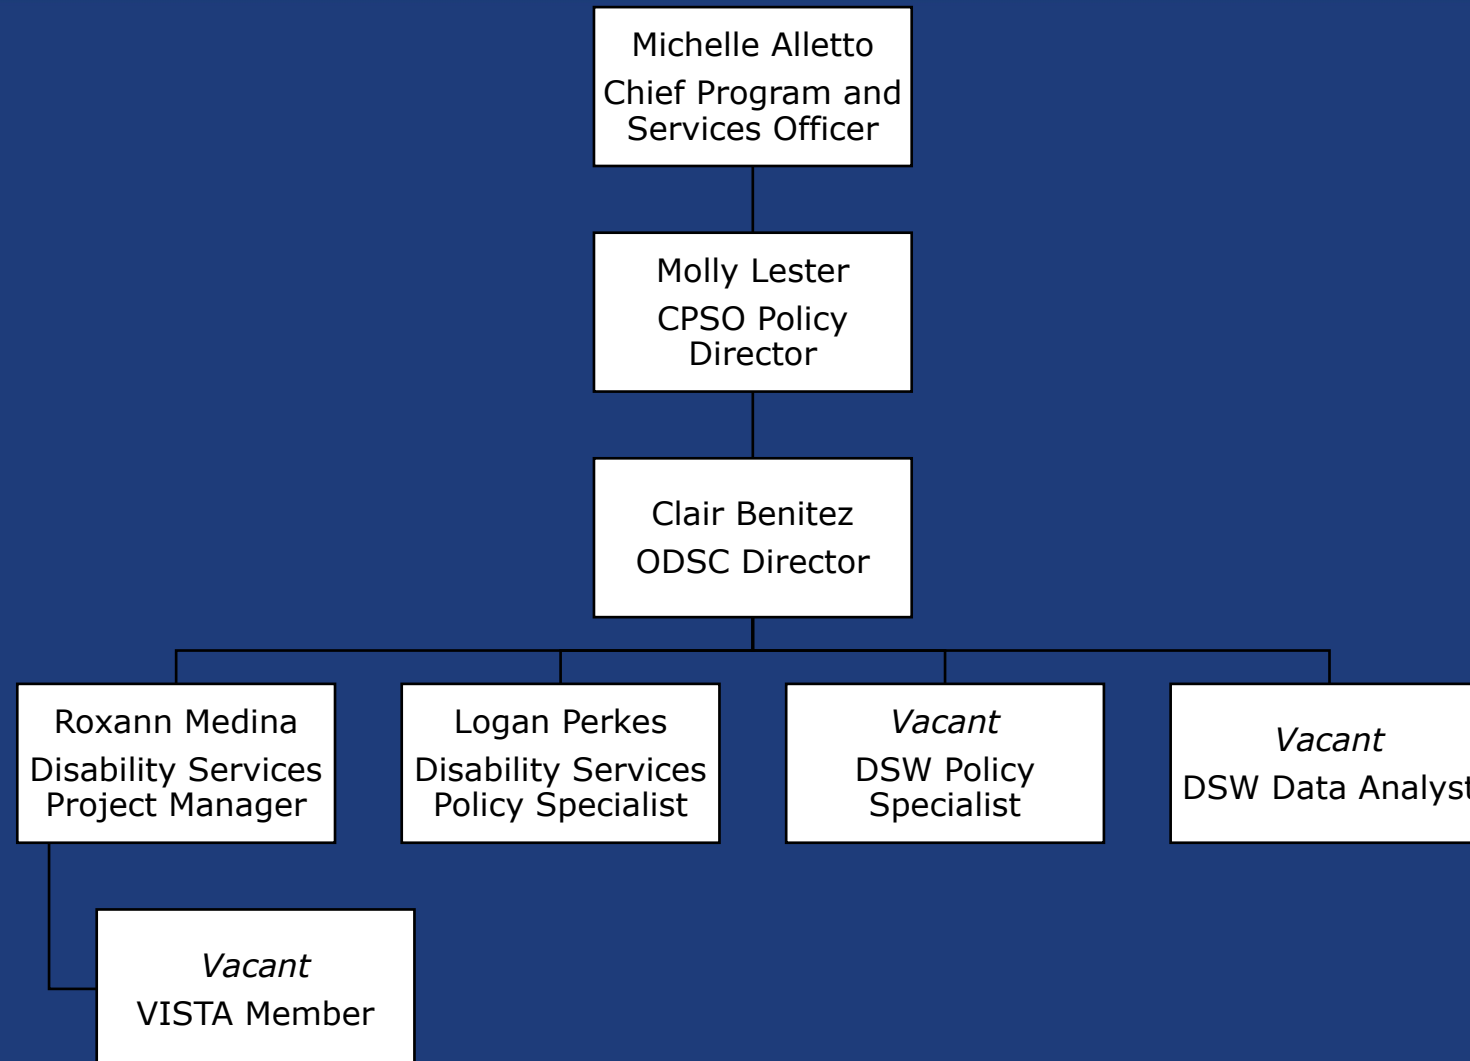 Michelle Alletto
Chief Program and
Services Officer
Molly Lester
CPSO Policy
Director
Clair Benitez
ODSC Director
Roxann Medina
Disability Services
Project Manager
Logan Perkes
Disability Services
Policy Specialist
Vacant
DSW Policy
Specialist
Vacant
DSW Data Analyst
Vacant
VISTA Member